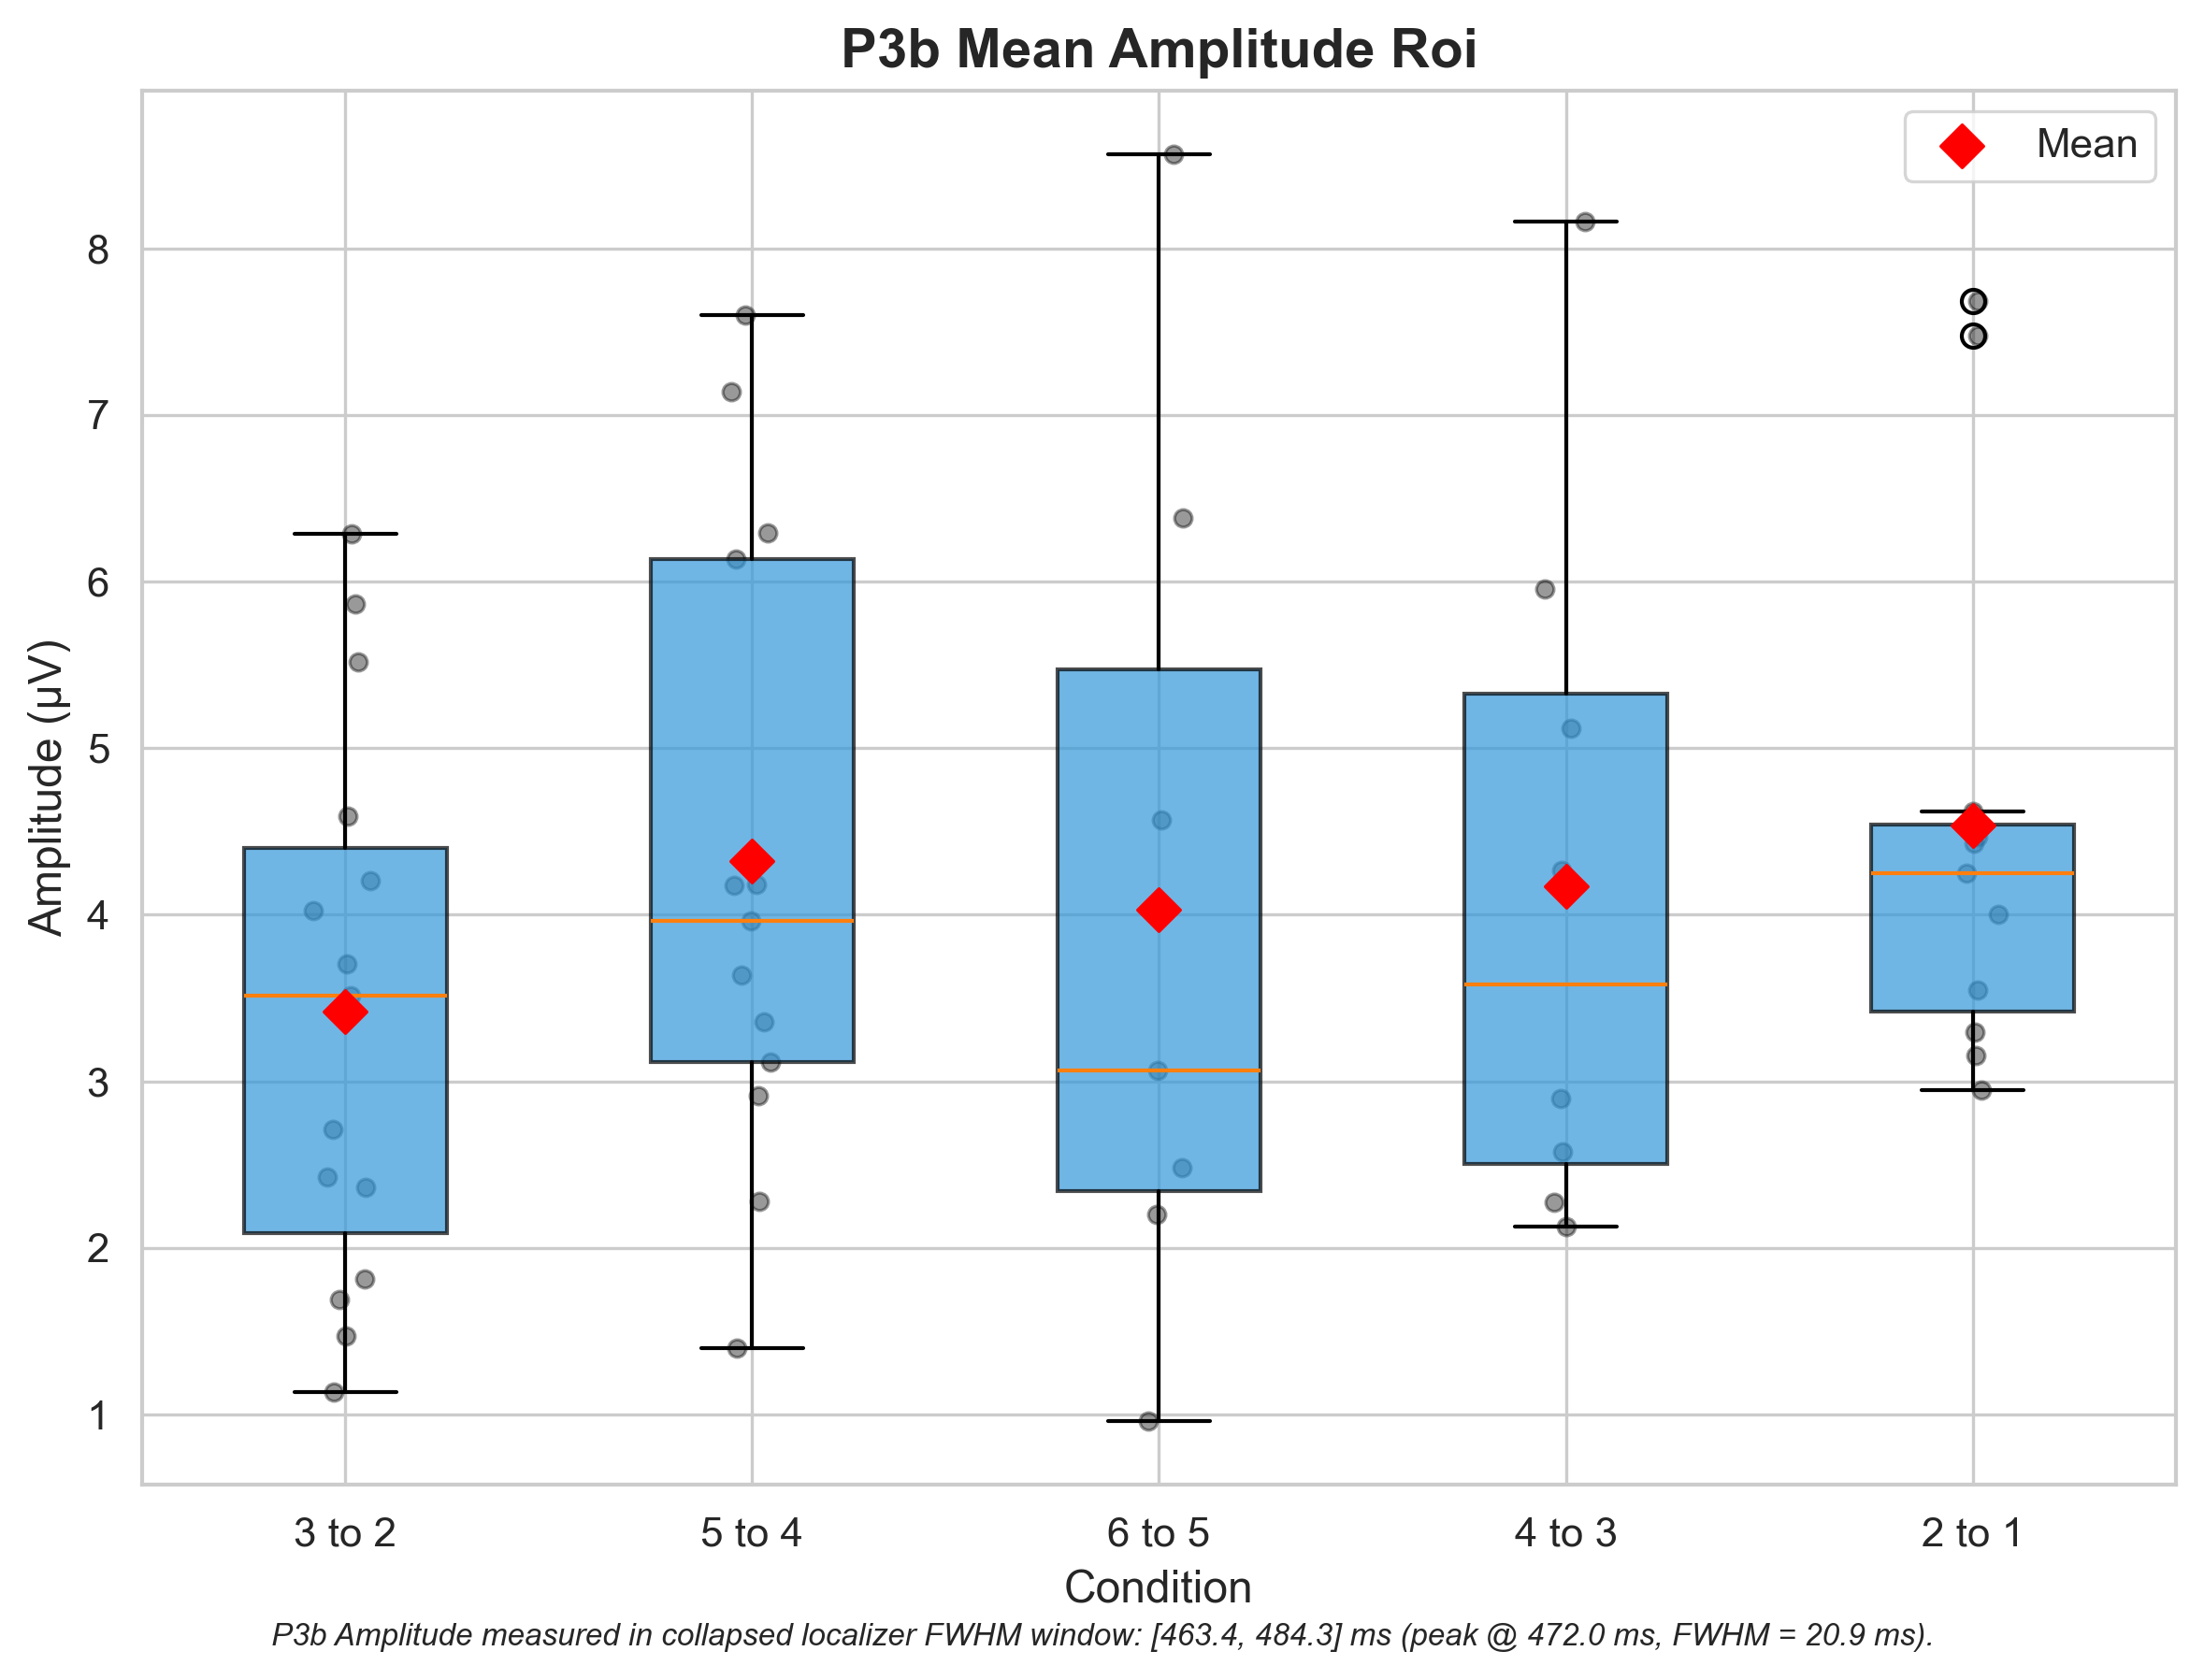 P3b Mean Amplitude Roi
Mean
8
7
6
5
4
3
2
1
Amplitude (µV)
3 to 2
5 to 4
6 to 5
4 to 3
2 to 1
Condition
P3b Amplitude measured in collapsed localizer FWHM window: [463.4, 484.3] ms (peak @ 472.0 ms, FWHM = 20.9 ms).